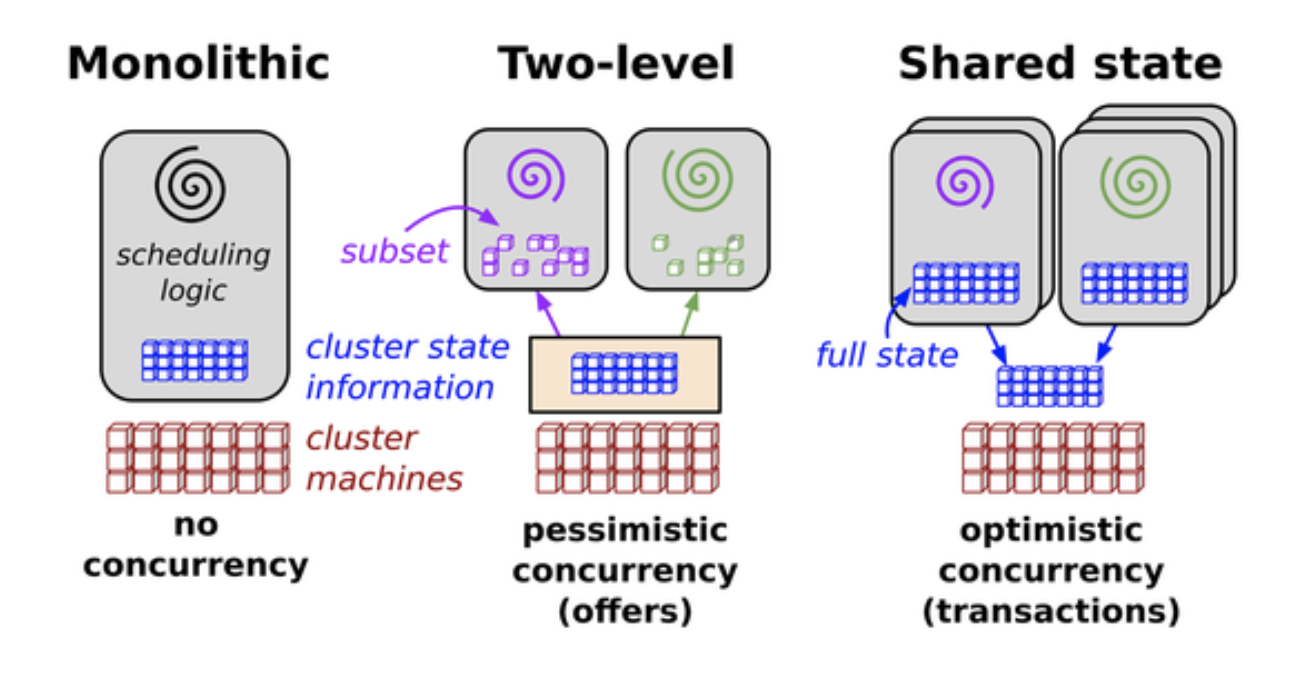 Monolithic
Two-level
Shared state
scheduling
logic
subset
cluster state
information
full state
cluster
machines
no
concurrency
pessimistic
concurrency
(offers)
optimistic
concurrency
(transactions)